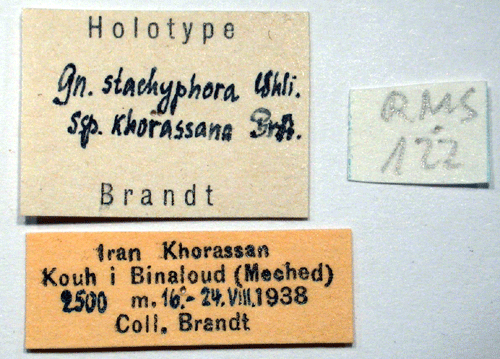 Holotype
Gn. stachyphora Whli.
Ssp. Khorassana Brdt.
Brandt
RMS
122
Iran Khorassan
Kouh i Binaloud (Meched)
2500 m. 16.-24. VIII. 1938
Coll. Brandt